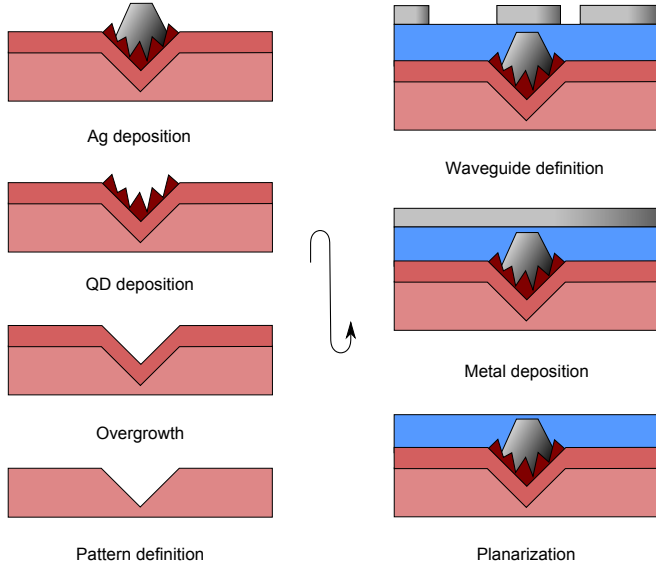 Ag deposition
QD deposition
Overgrowth
Pattern definition
Waveguide definition
Metal deposition
Planarization